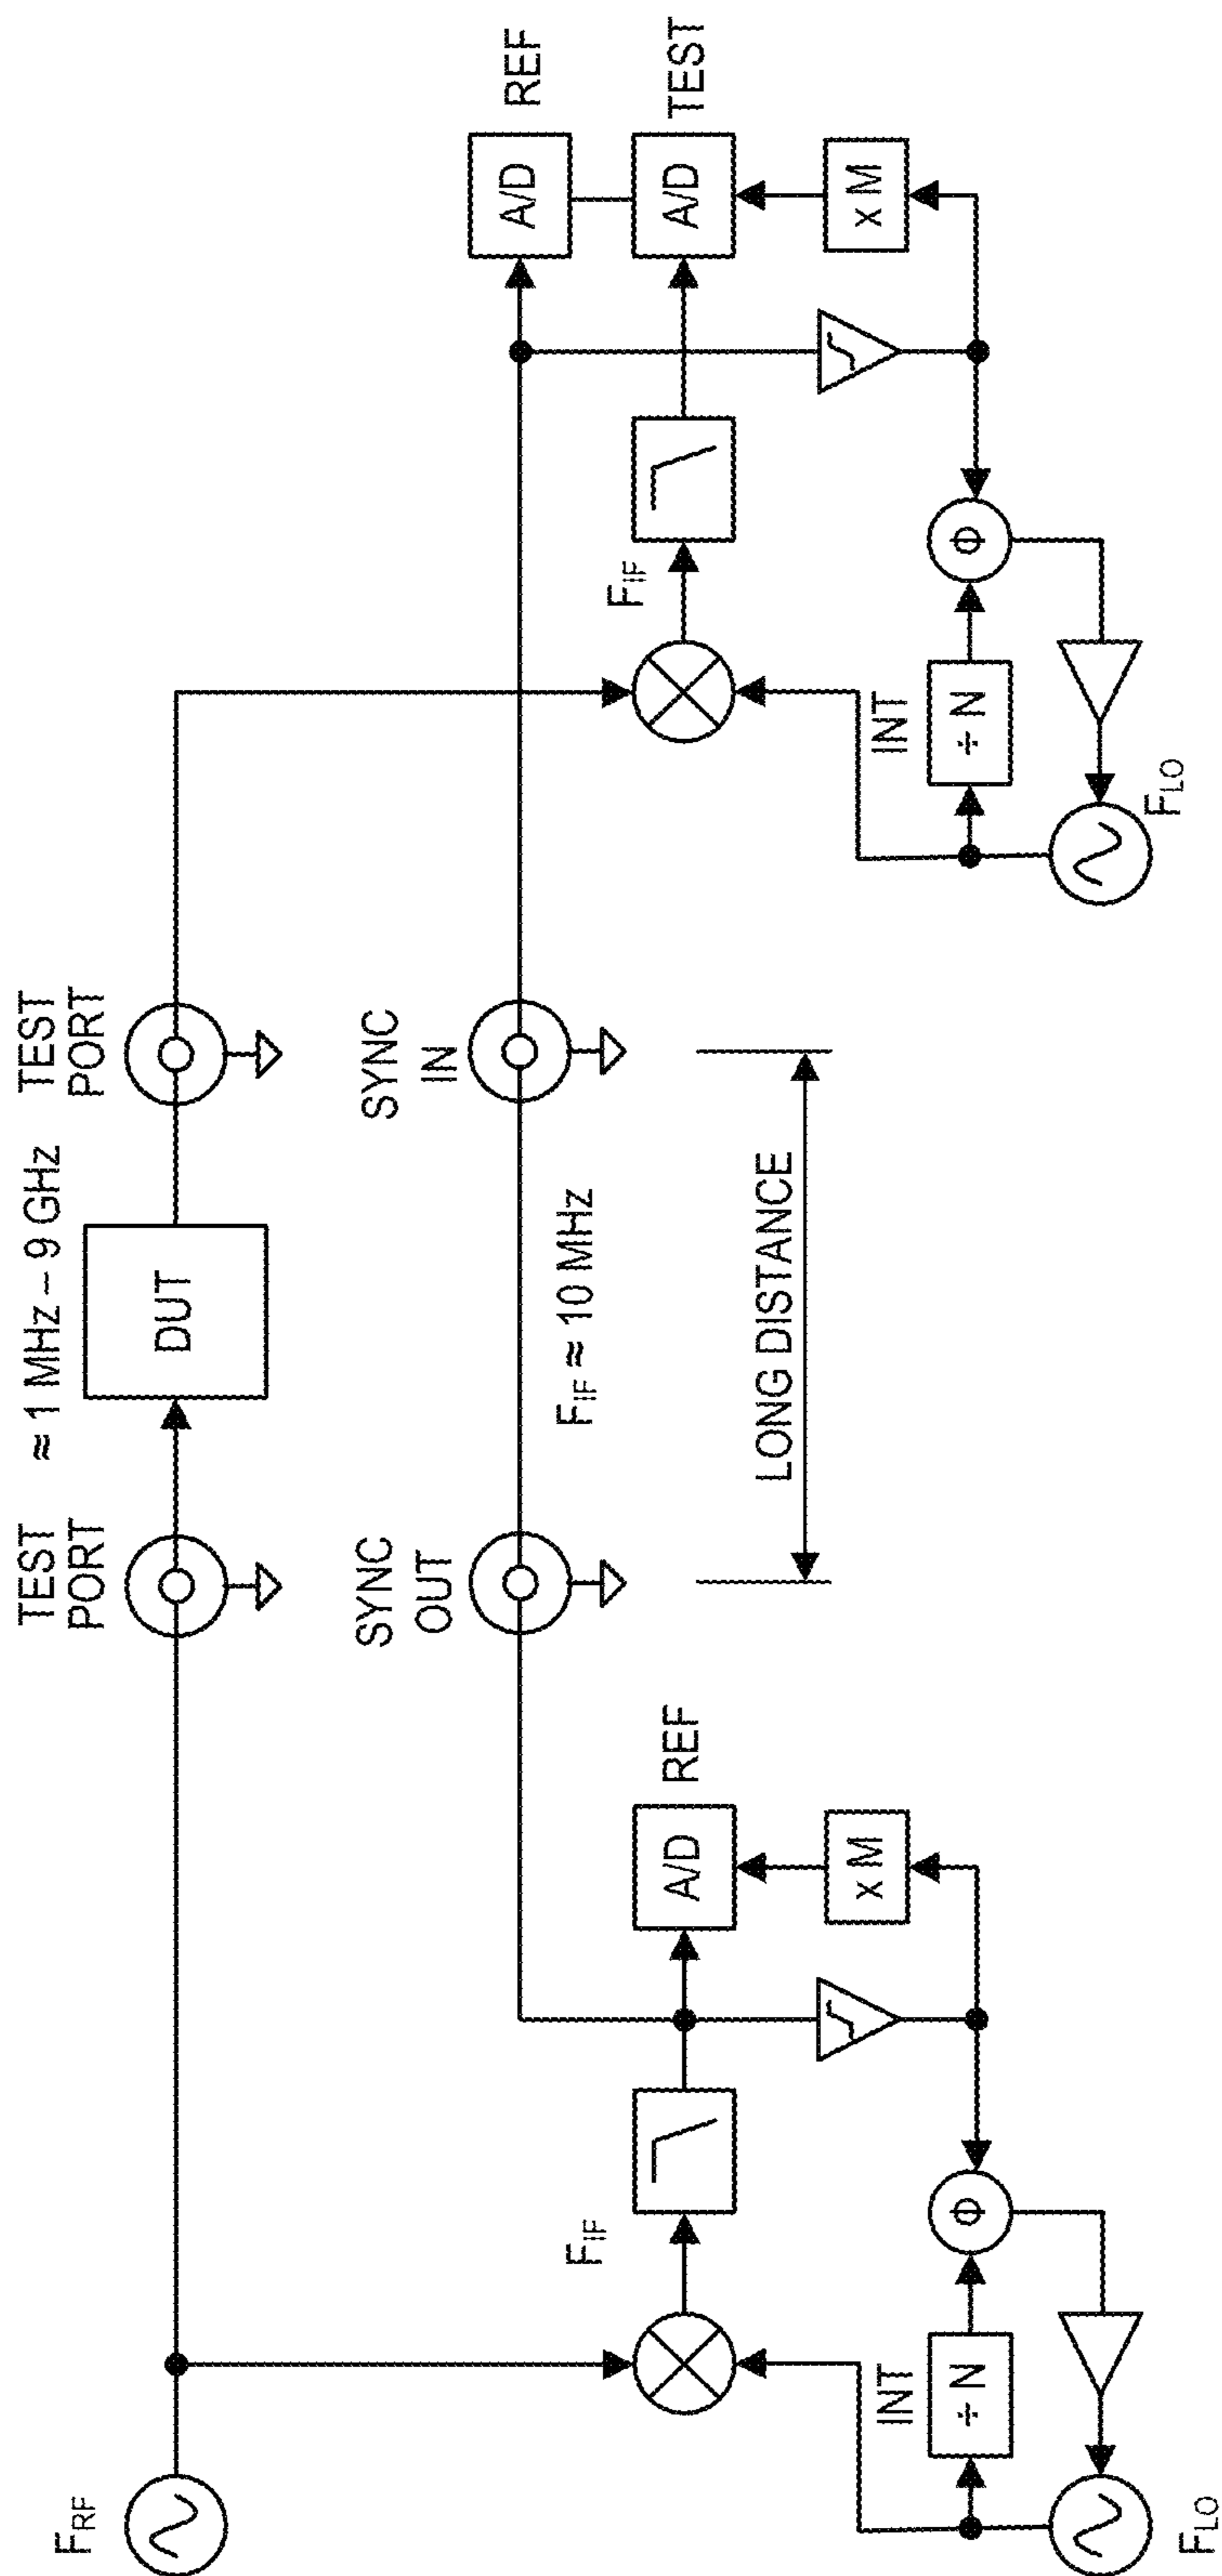 F_RF
TEST
PORT
≈ 1 MHz – 9 GHz
DUT
TEST
PORT
SYNC
OUT
F_IF ≈ 10 MHz
SYNC
IN
LONG DISTANCE
F_IF
A/D
REF
x M
INT
÷ N
Φ
F_LO
A/D
REF
F_IF
A/D
TEST
x M
INT
÷ N
Φ
F_LO